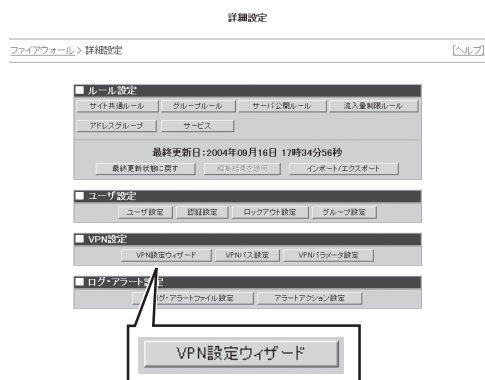 詳細設定
ファイアウォール > 詳細設定 [ヘルプ]
■ ルール設定
サイト共通ルール グループルール サーバ公開ルール 流入量制限ルール
アドレスグループ サービス
最終更新日：2004年09月16日 17時34分56秒
最終更新状態に戻す 編集結果を適用 インポート/エクスポート
■ ユーザ設定
ユーザ設定 認証設定 ロックアウト設定 グループ設定
■ VPN設定
VPN設定ウィザード VPNパス設定 VPNパラメータ設定
■ ログ・アラート設定
ログ・アラートファイル設定 アラートアクション設定
VPN設定ウィザード